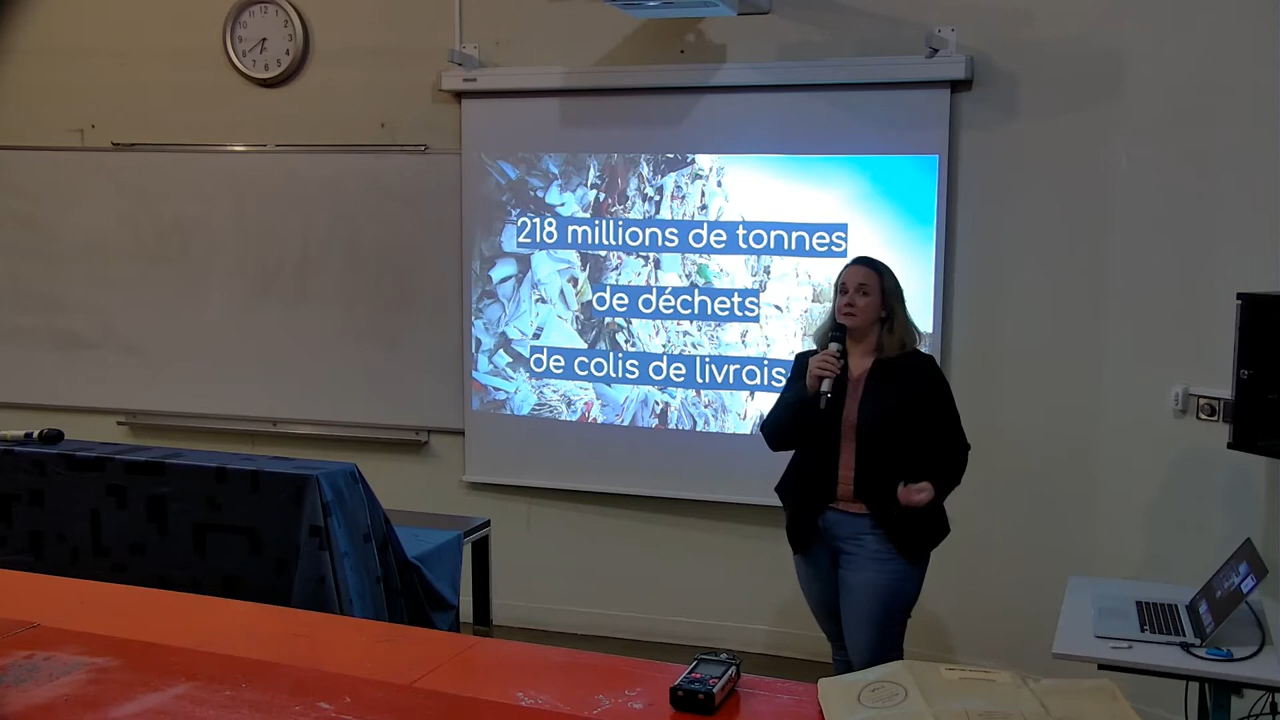 218 millions de tonnes
de déchets
de colis de livrais